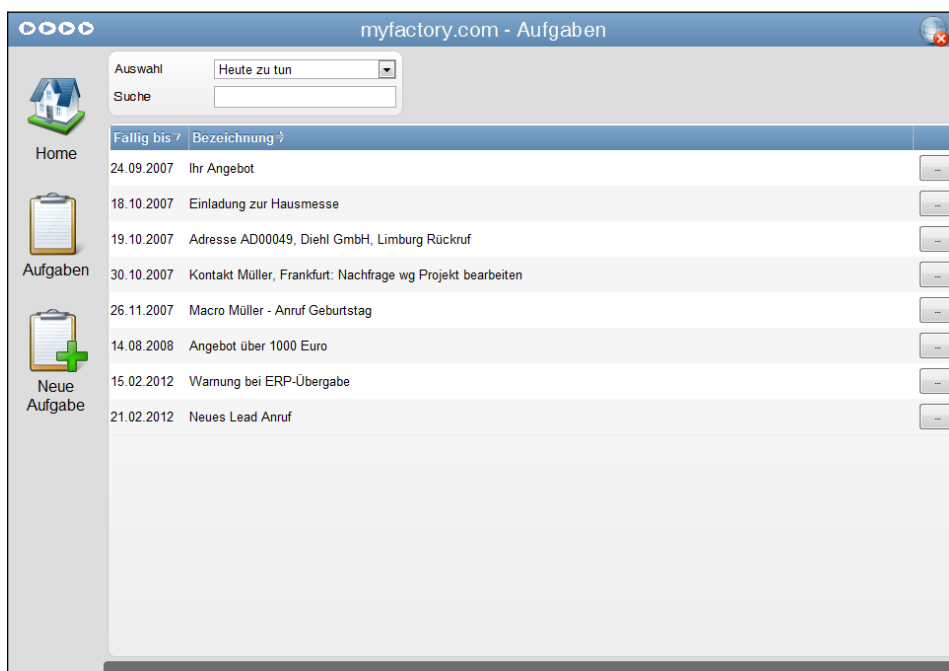 myfactory.com - Aufgaben
Auswahl Heute zu tun
Suche
Home
Aufgaben
Neue
Aufgabe
Fällig bis Bezeichnung
24.09.2007 Ihr Angebot ...
18.10.2007 Einladung zur Hausmesse ...
19.10.2007 Adresse AD00049, Diehl GmbH, Limburg Rückruf ...
30.10.2007 Kontakt Müller, Frankfurt: Nachfrage wg Projekt bearbeiten ...
26.11.2007 Macro Müller - Anruf Geburtstag ...
14.08.2008 Angebot über 1000 Euro ...
15.02.2012 Warnung bei ERP-Übergabe ...
21.02.2012 Neues Lead Anruf ...